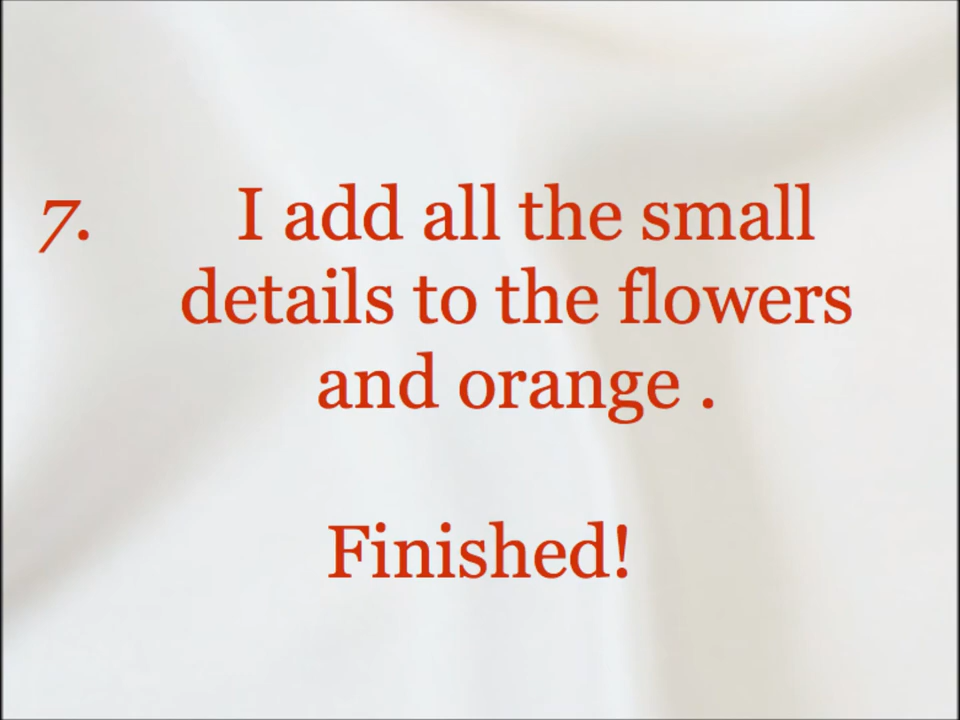 7. I add all the small
details to the flowers
and orange .
Finished!